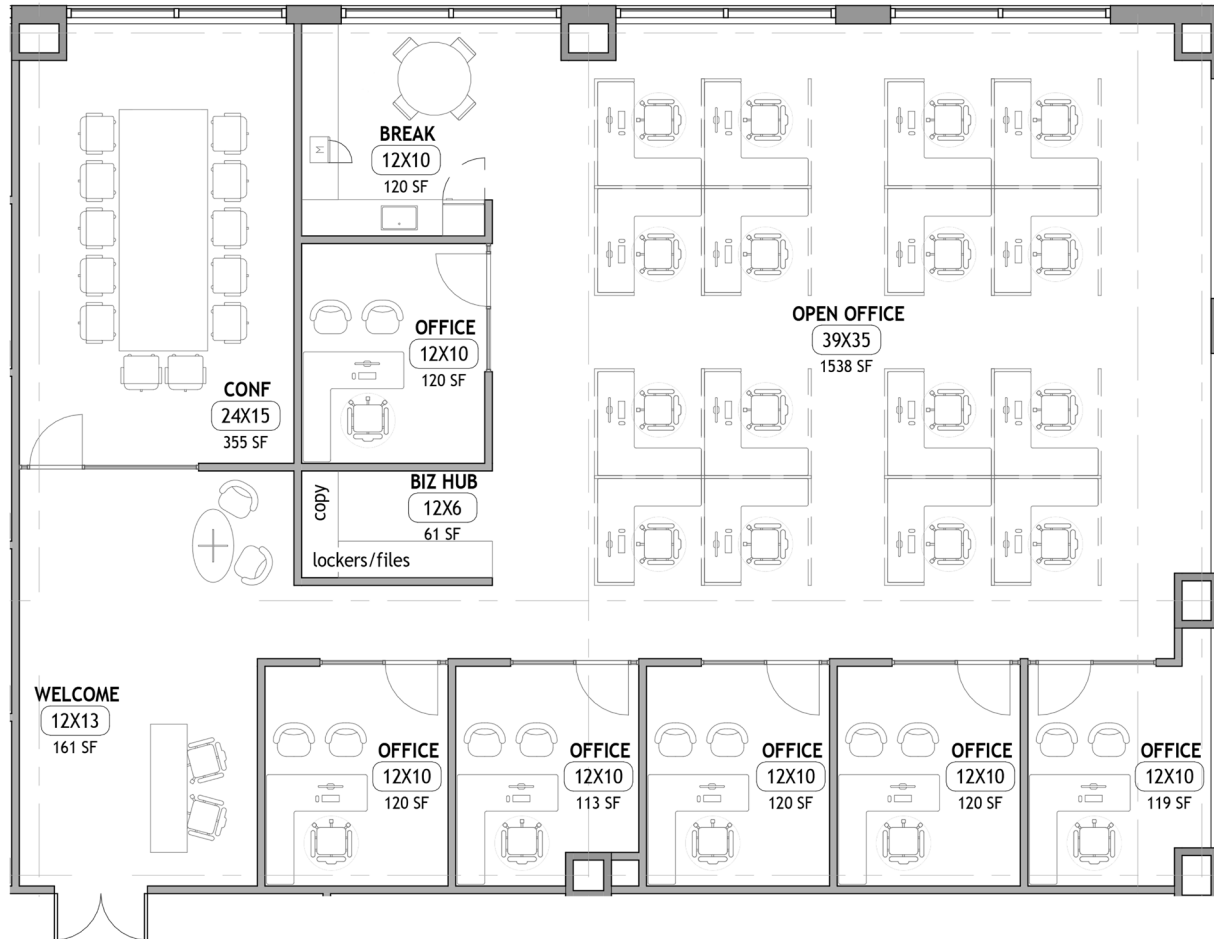 BREAK
12X10
120 SF
M
OPEN OFFICE
39X35
1538 SF
OFFICE
12X10
120 SF
CONF
24X15
355 SF
BIZ HUB
12X6
61 SF
copy
lockers/files
WELCOME
12X13
161 SF
OFFICE
12X10
120 SF
OFFICE
12X10
113 SF
OFFICE
12X10
120 SF
OFFICE
12X10
120 SF
OFFICE
12X10
119 SF